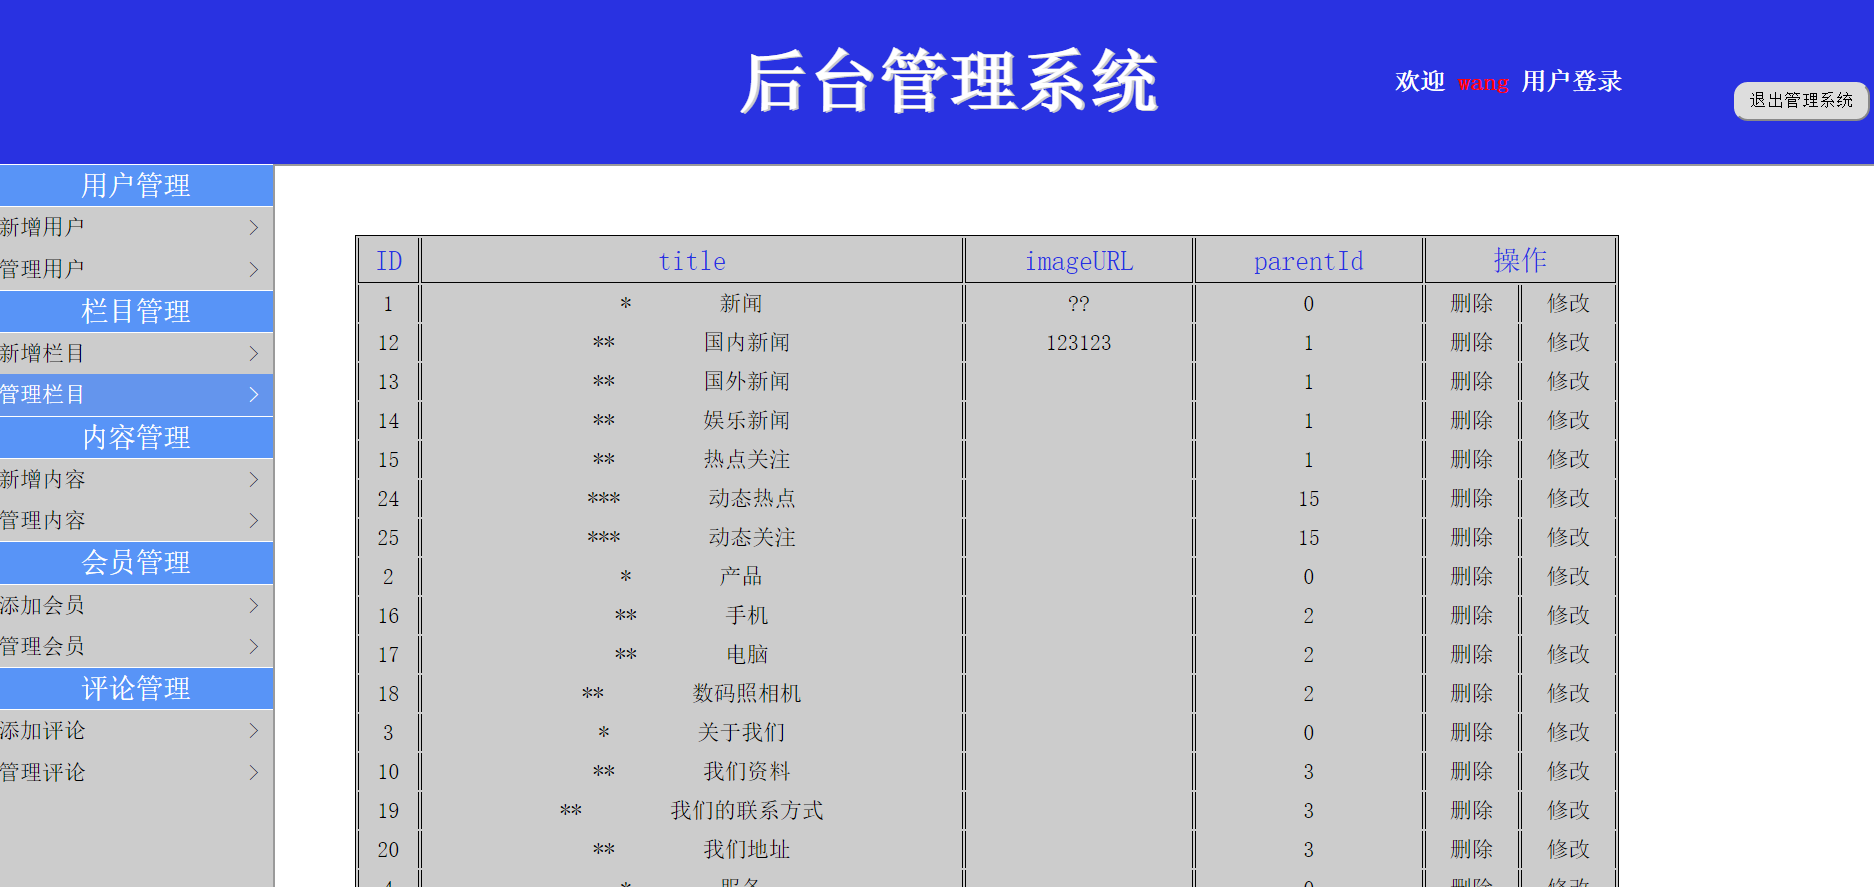 后台管理系统
欢迎 wang 用户登录
退出管理系统
用户管理
新增用户 >
管理用户 >
栏目管理
新增栏目 >
管理栏目 >
内容管理
新增内容 >
管理内容 >
会员管理
添加会员 >
管理会员 >
评论管理
添加评论 >
管理评论 >
ID title imageURL parentId 操作
1 * 新闻 ?? 0 删除 修改
12 ** 国内新闻 123123 1 删除 修改
13 ** 国外新闻 1 删除 修改
14 ** 娱乐新闻 1 删除 修改
15 ** 热点关注 1 删除 修改
24 *** 动态热点 15 删除 修改
25 *** 动态关注 15 删除 修改
2 * 产品 0 删除 修改
16 ** 手机 2 删除 修改
17 ** 电脑 2 删除 修改
18 ** 数码照相机 2 删除 修改
3 * 关于我们 0 删除 修改
10 ** 我们资料 3 删除 修改
19 ** 我们的联系方式 3 删除 修改
20 ** 我们地址 3 删除 修改
4 * 服务 0 删除 修改